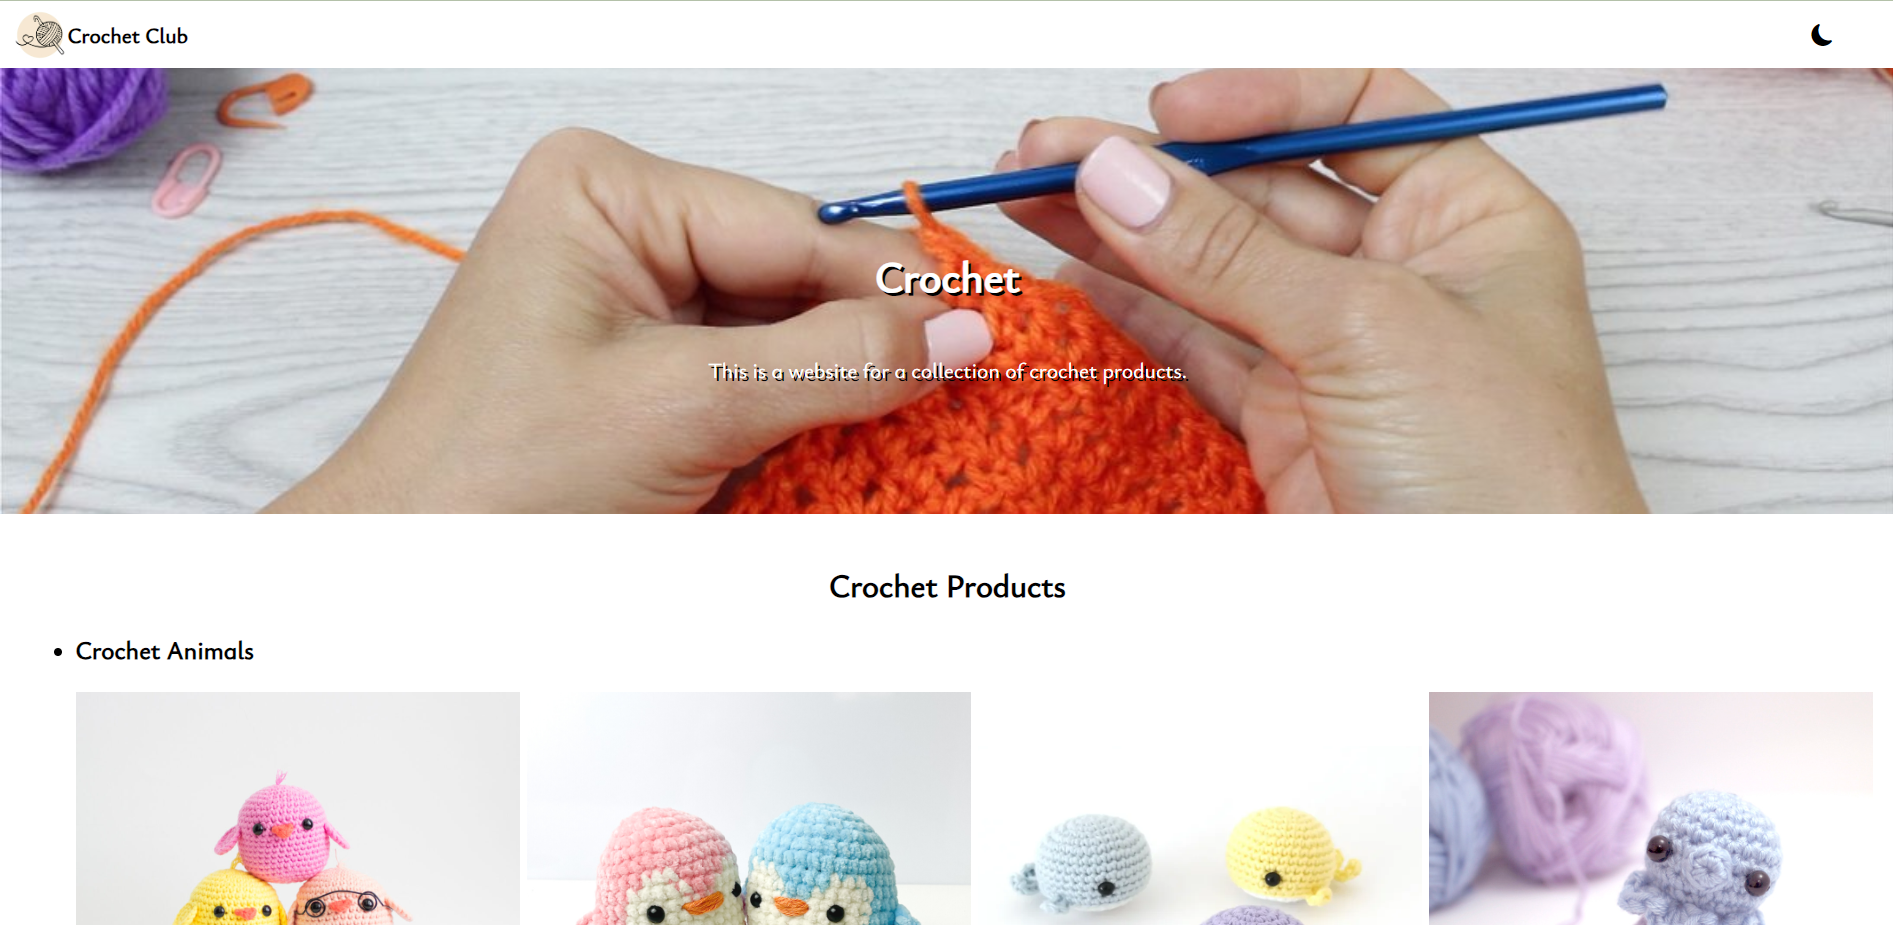 Crochet Club
Crochet
This is a website for a collection of crochet products.
Crochet Products
Crochet Animals